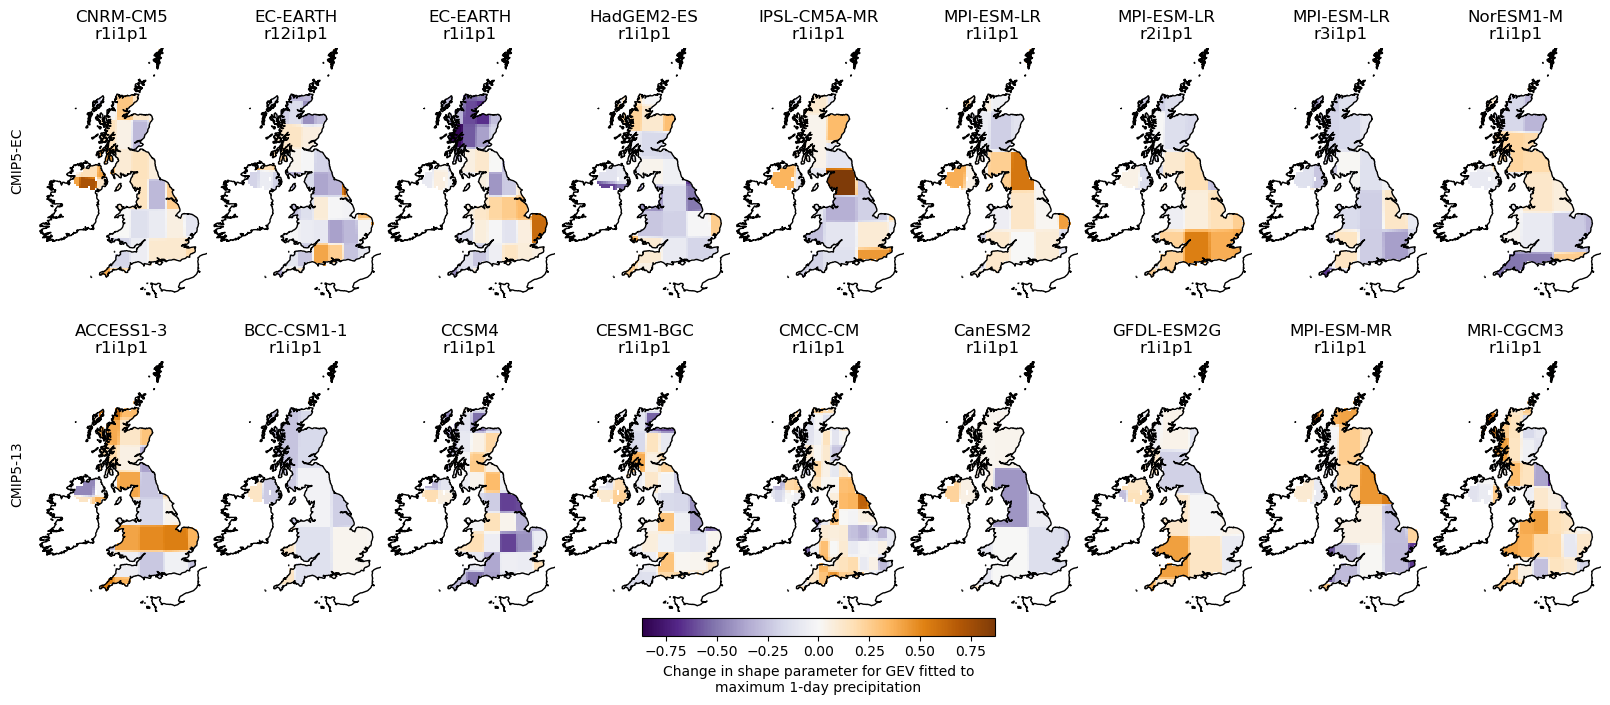 CNRM-CM5
r1i1p1
EC-EARTH
r12i1p1
EC-EARTH
r1i1p1
HadGEM2-ES
r1i1p1
IPSL-CM5A-MR
r1i1p1
MPI-ESM-LR
r1i1p1
MPI-ESM-LR
r2i1p1
MPI-ESM-LR
r3i1p1
NorESM1-M
r1i1p1
CMIP5-EC
ACCESS1-3
r1i1p1
BCC-CSM1-1
r1i1p1
CCSM4
r1i1p1
CESM1-BGC
r1i1p1
CMCC-CM
r1i1p1
CanESM2
r1i1p1
GFDL-ESM2G
r1i1p1
MPI-ESM-MR
r1i1p1
MRI-CGCM3
r1i1p1
CMIP5-13
−0.75 −0.50 −0.25 0.00 0.25 0.50 0.75
Change in shape parameter for GEV fitted to
maximum 1-day precipitation